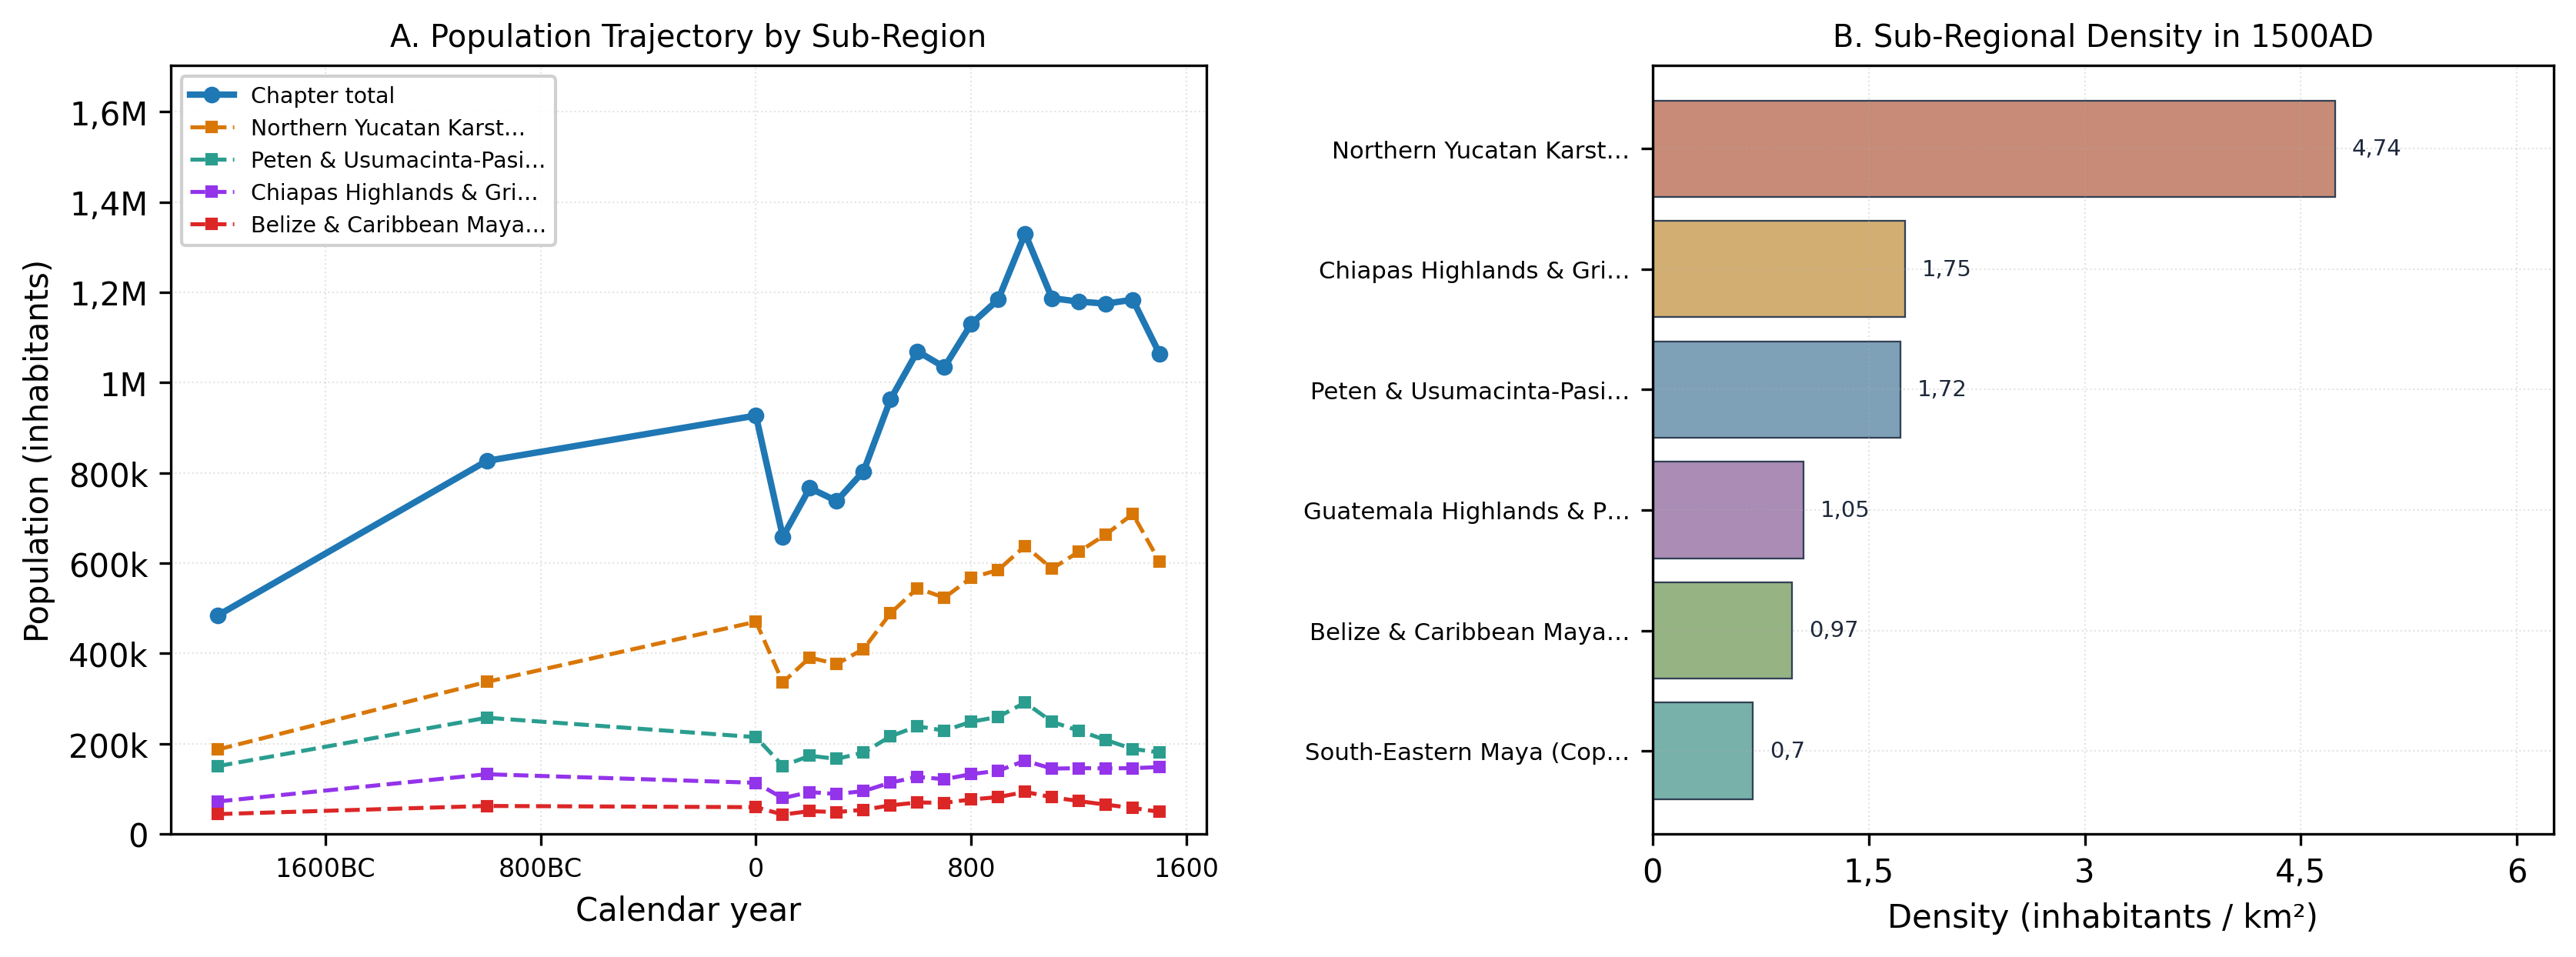 A. Population Trajectory by Sub-Region
Population (inhabitants)
1,6M
1,4M
1,2M
1M
800k
600k
400k
200k
0
Chapter total
Northern Yucatan Karst...
Peten & Usumacinta-Pasi...
Chiapas Highlands & Gri...
Belize & Caribbean Maya...
1600BC
800BC
0
800
1600
Calendar year
B. Sub-Regional Density in 1500AD
Northern Yucatan Karst... 4,74
Chiapas Highlands & Gri... 1,75
Peten & Usumacinta-Pasi... 1,72
Guatemala Highlands & P... 1,05
Belize & Caribbean Maya... 0,97
South-Eastern Maya (Cop... 0,7
0
1,5
3
4,5
6
Density (inhabitants / km²)